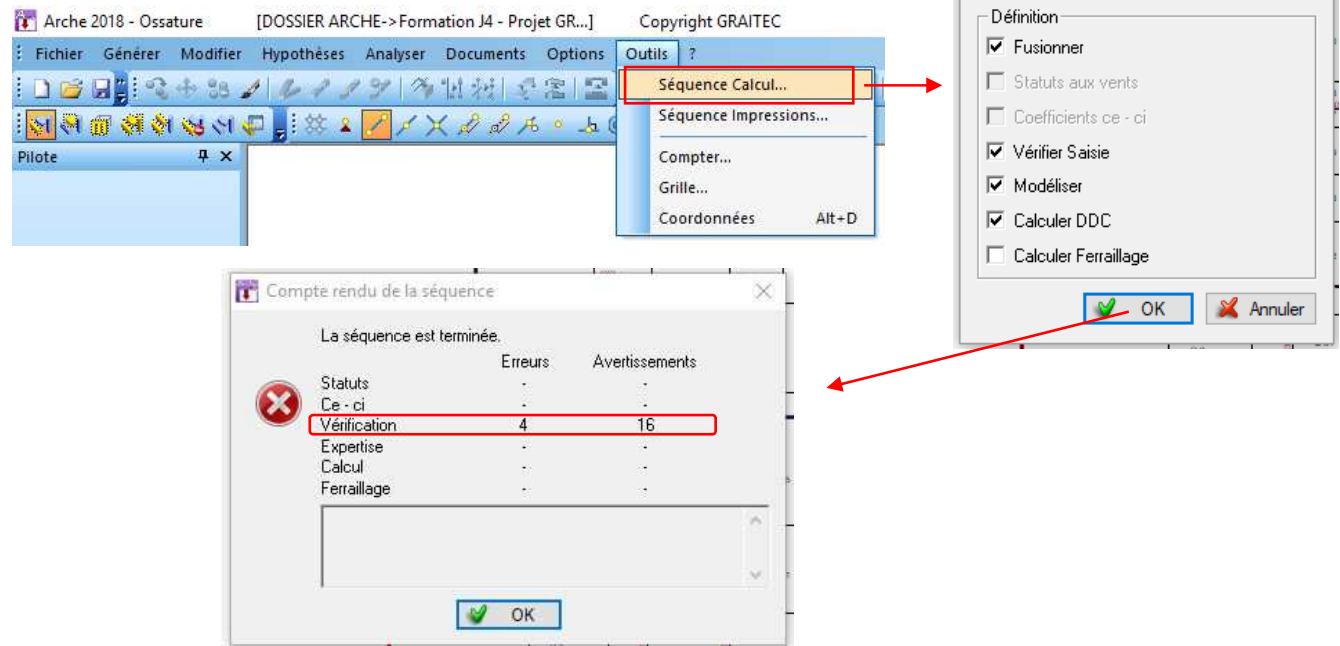 Arche 2018 - Ossature [DOSSIER ARCHE->Formation J4 - Projet GR...] Copyright GRAITEC
Fichier Générer Modifier Hypothèses Analyser Documents Options Outils ?
Séquence Calcul...
Séquence Impressions...
Compter...
Grille...
Coordonnées Alt+D
Pilote
Définition
Fusionner
Statuts aux vents
Coefficients ce - ci
Vérifier Saisie
Modéliser
Calculer DDC
Calculer Ferraillage
OK Annuler
Compte rendu de la séquence
La séquence est terminée.
Erreurs Avertissements
Statuts - -
Ce - ci - -
Vérification 4 16
Expertise - -
Calcul - -
Ferraillage - -
OK